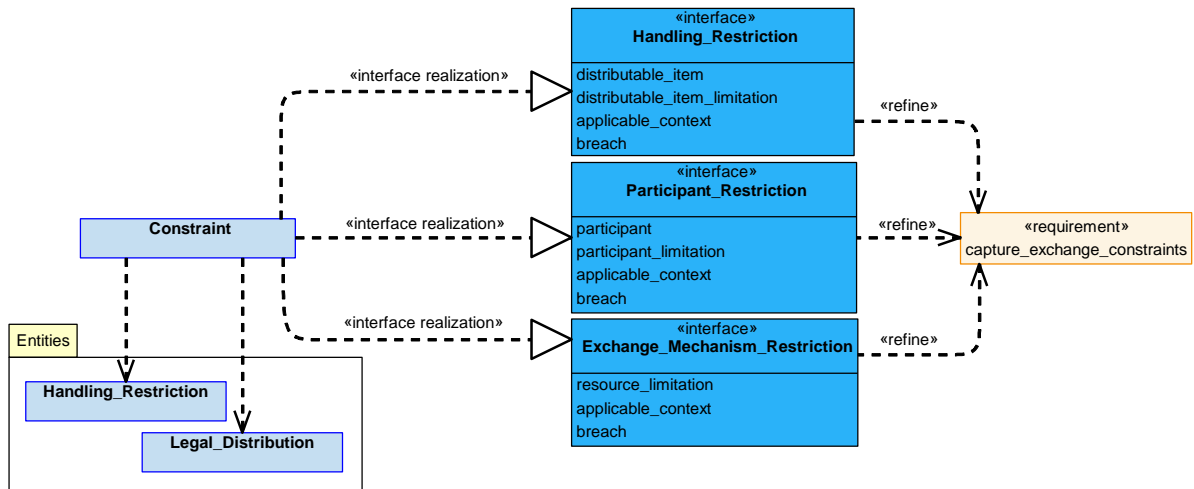 «interface»
Handling_Restriction
distributable_item
distributable_item_limitation
applicable_context
breach
«interface realization»
«refine»
«interface»
Participant_Restriction
participant
participant_limitation
applicable_context
breach
Constraint
«interface realization»
«refine»
«requirement»
capture_exchange_constraints
«interface realization»
«interface»
Exchange_Mechanism_Restriction
resource_limitation
applicable_context
breach
«refine»
Entities
Handling_Restriction
Legal_Distribution